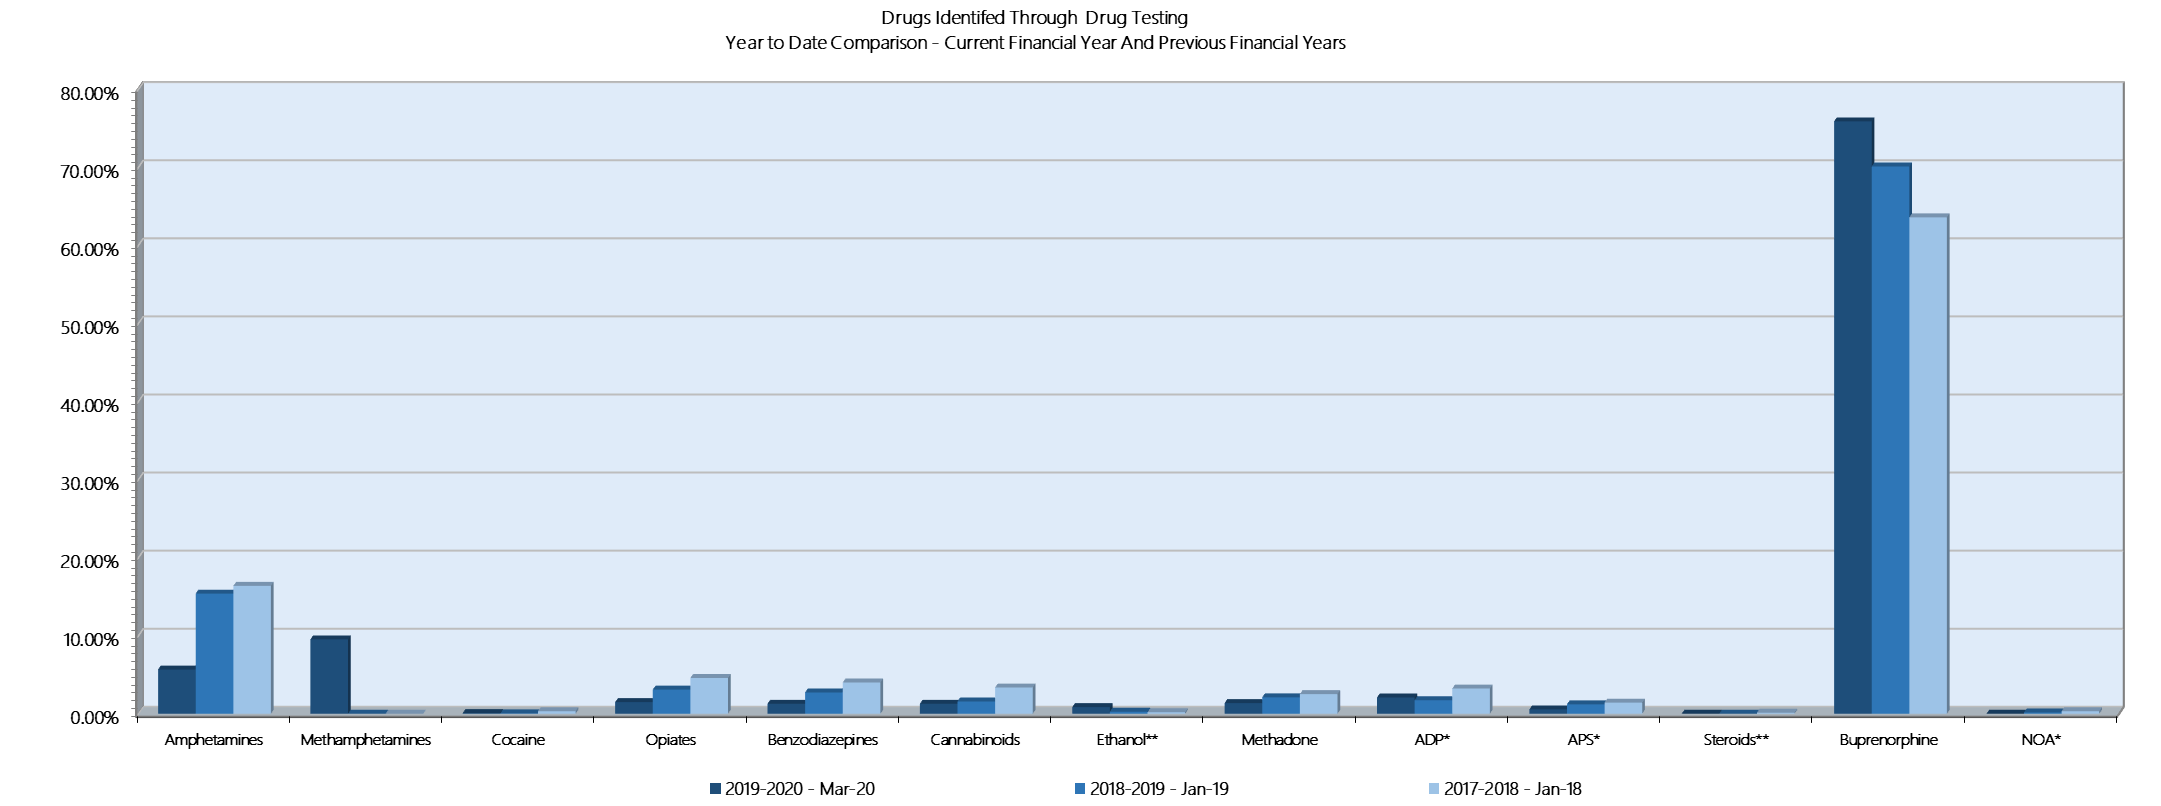 Drugs Identifed Through Drug Testing
Year to Date Comparison - Current Financial Year And Previous Financial Years
80.00%
70.00%
60.00%
50.00%
40.00%
30.00%
20.00%
10.00%
0.00%
Amphetamines Methamphetamines Cocaine Opiates Benzodiazepines Cannabinoids Ethanol** Methadone ADP* APS* Steroids** Buprenorphine NOA*
2019-2020 - Mar-20 2018-2019 - Jan-19 2017-2018 - Jan-18